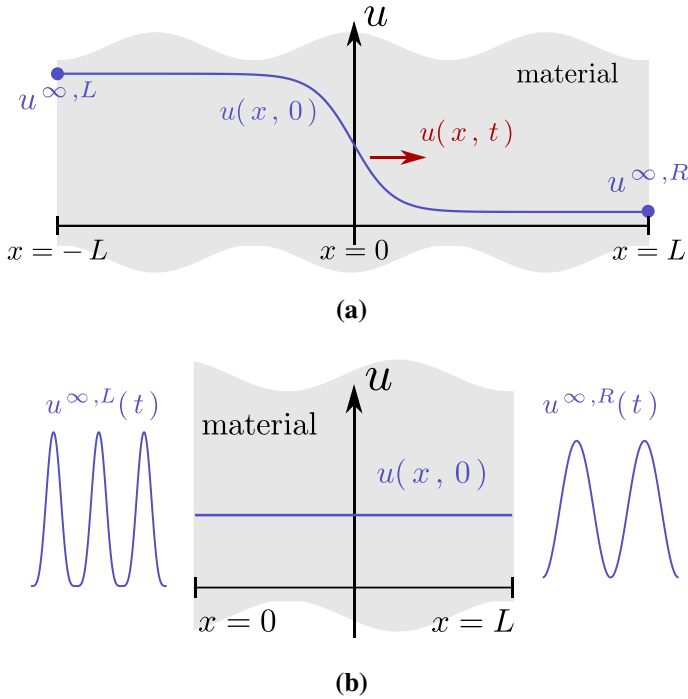 u
material
u^{∞,L}
u(x, 0)
u(x, t)
u^{∞,R}
x = −L
x = 0
x = L
(a)
u
u^{∞,L}(t)
u^{∞,R}(t)
material
u(x, 0)
x = 0
x = L
(b)